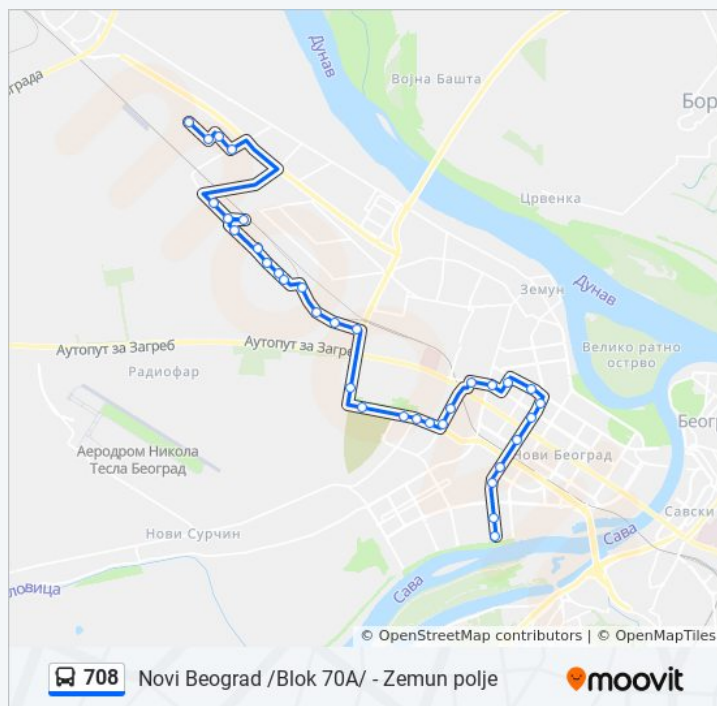 Дунав
Војна Башта
Бор
града
Црвенка
Земун
Дунав
Аутопут за Загреб
Аутопут за Загре
Велико ратно
острво
Радиофар
Аеродром Никола
Тесла Београд
Нови Београд
Беогр
Савски
Нови Сурчин
Сава
Сава
ловица
© OpenStreetMap contributors | © OpenMapTiles
708 Novi Beograd /Blok 70A/ - Zemun polje
moovit